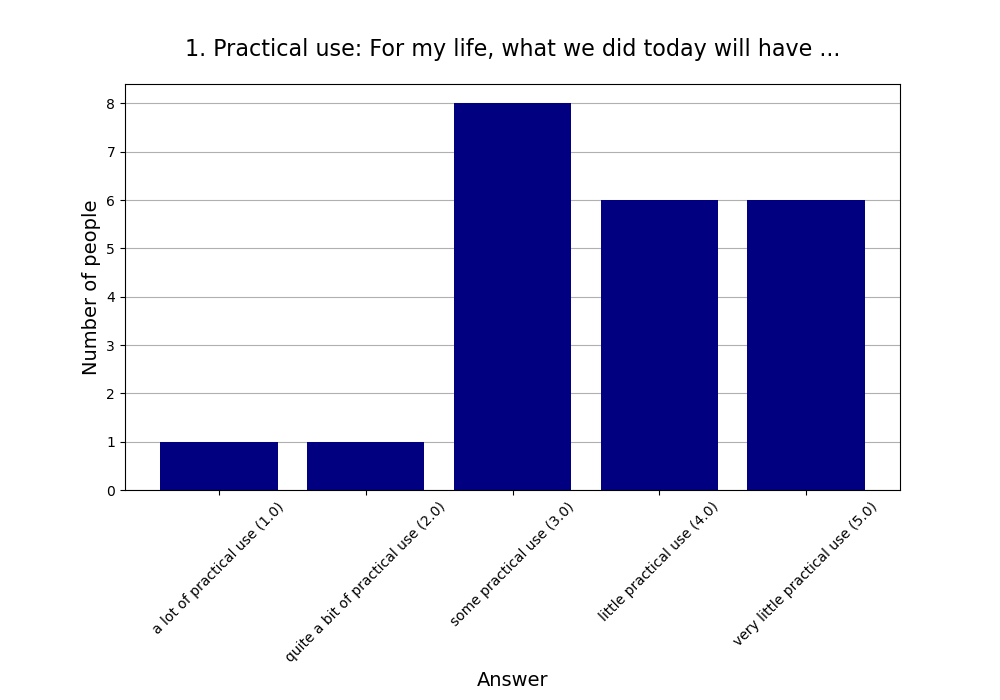 1. Practical use: For my life, what we did today will have ...
Number of people
8
7
6
5
4
3
2
1
0
a lot of practical use (1.0)
quite a bit of practical use (2.0)
some practical use (3.0)
little practical use (4.0)
very little practical use (5.0)
Answer